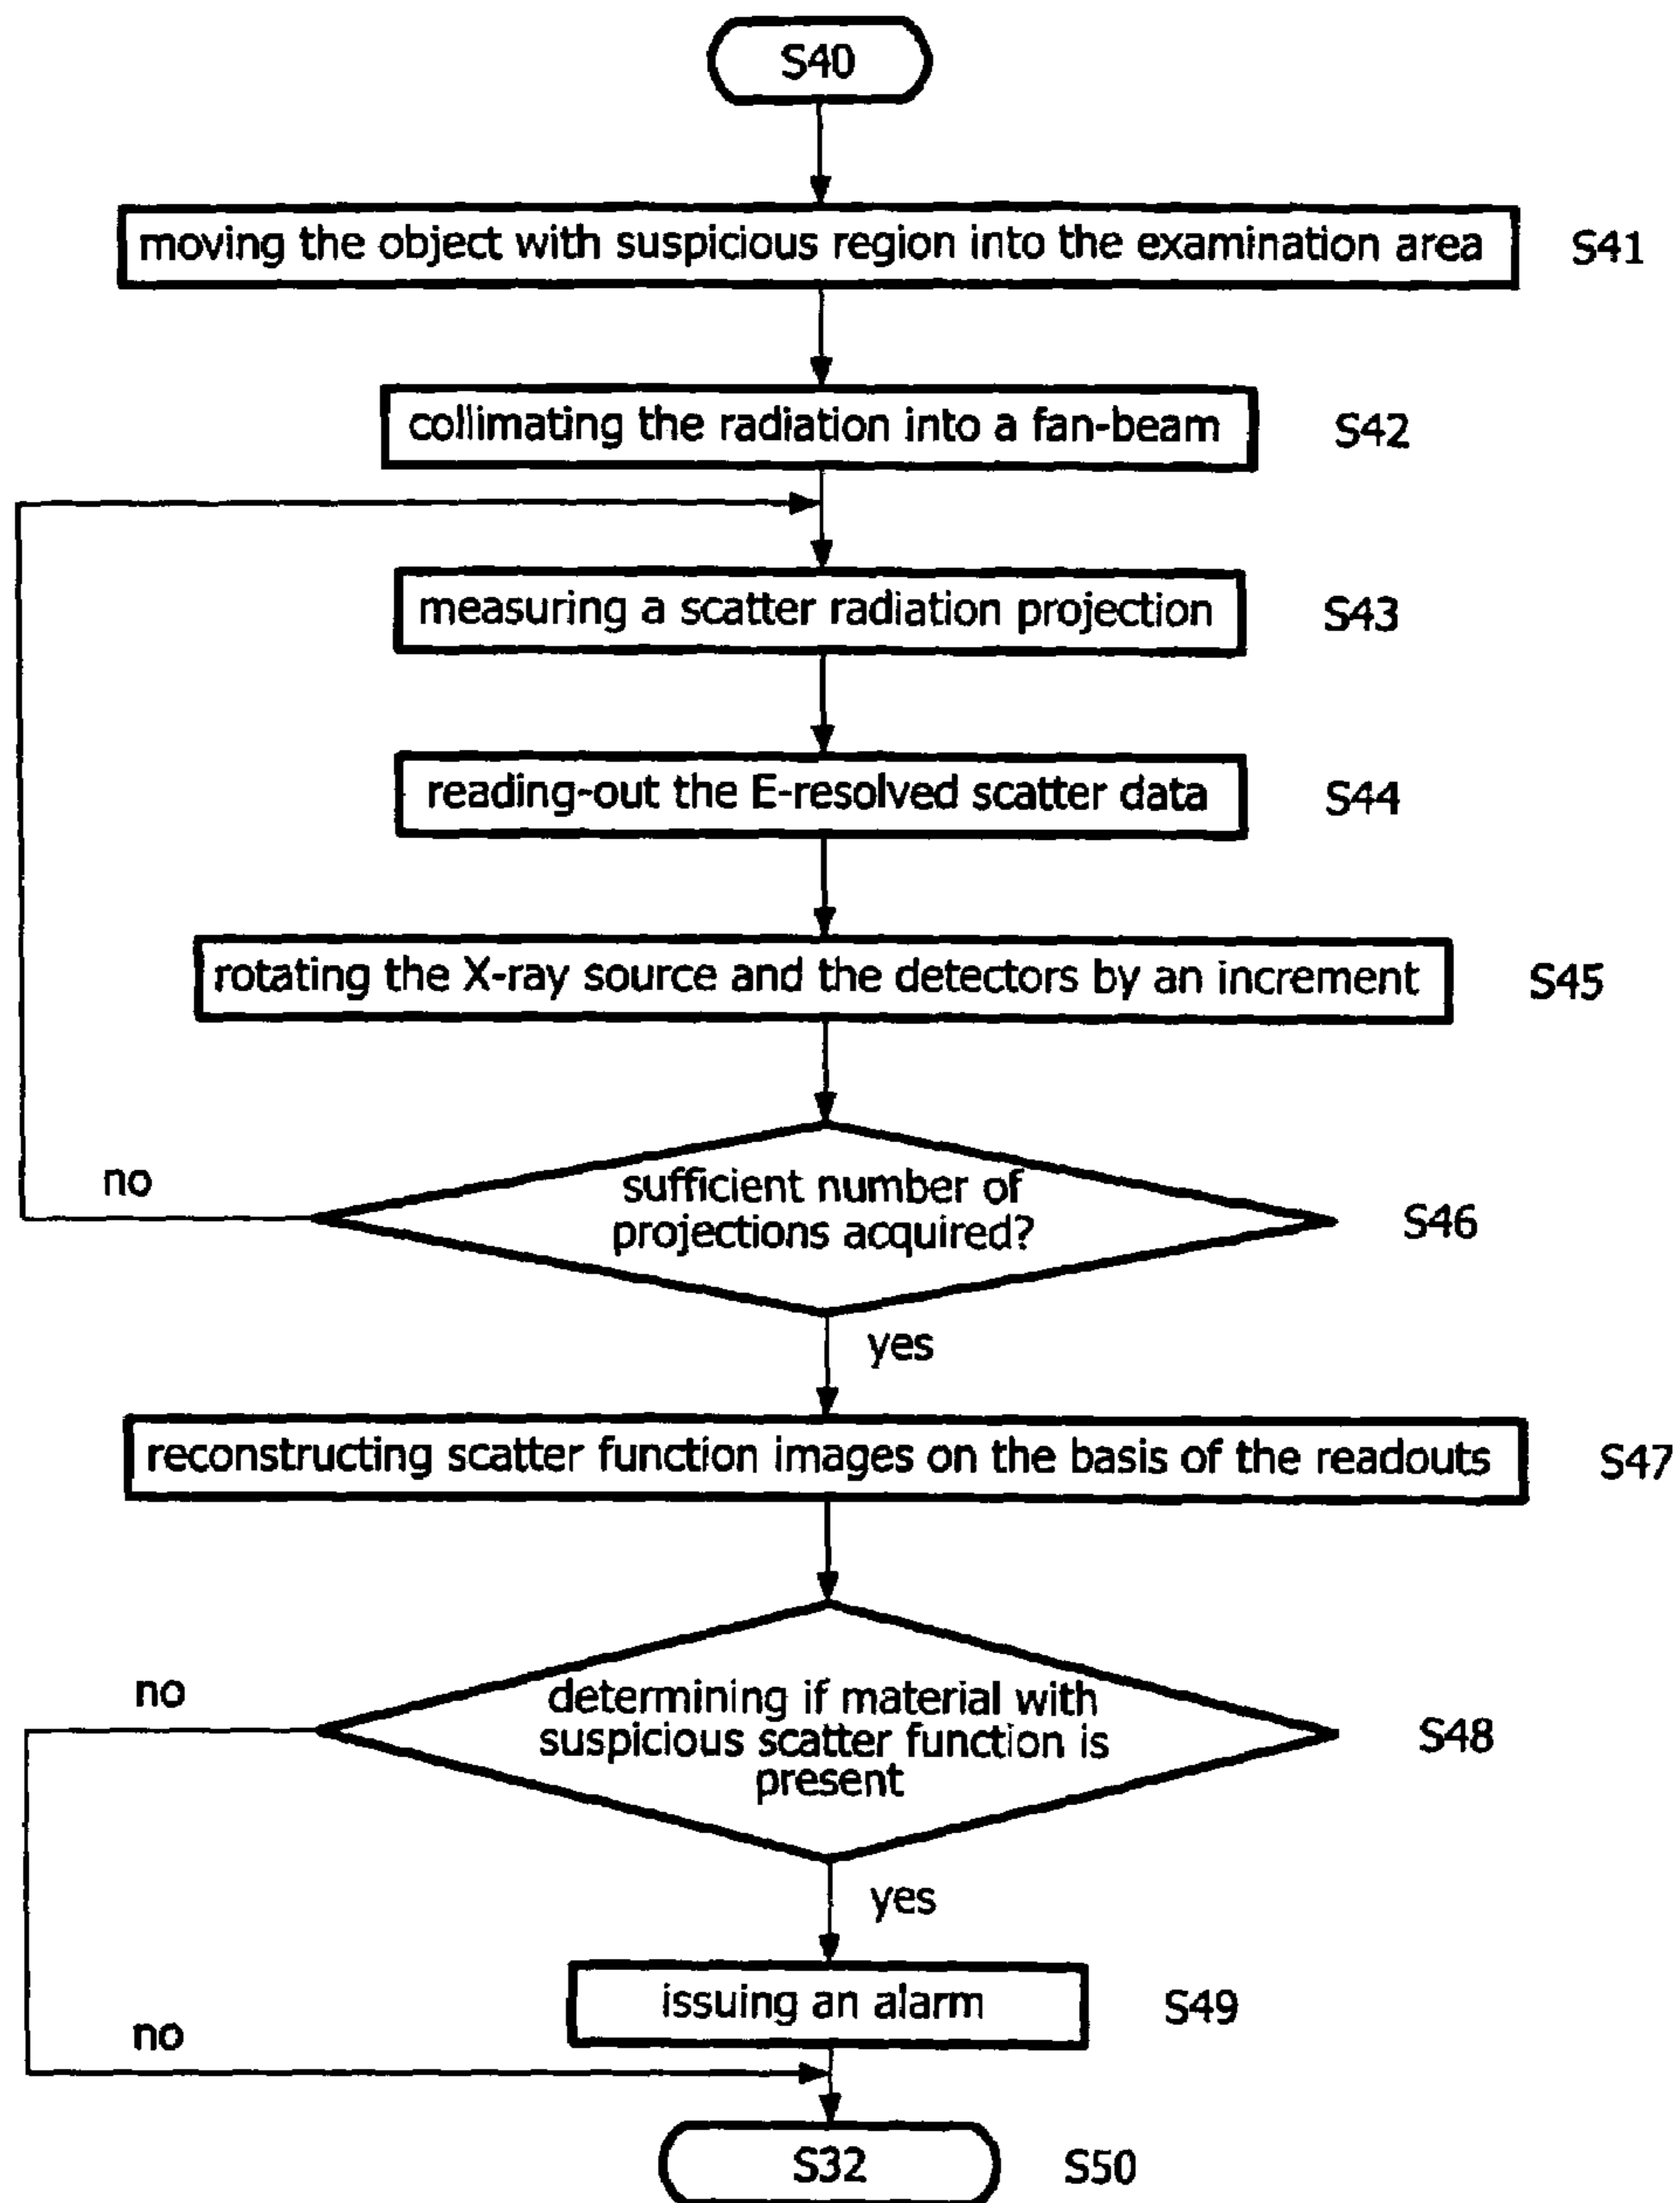 S40
moving the object with suspicious region into the examination area
S41
collimating the radiation into a fan-beam
S42
measuring a scatter radiation projection
S43
reading-out the E-resolved scatter data
S44
rotating the X-ray source and the detectors by an increment
S45
no
sufficient number of
projections acquired?
S46
yes
reconstructing scatter function images on the basis of the readouts
S47
no
determining if material with
suspicious scatter function is
present
S48
yes
issuing an alarm
S49
no
S32
S50